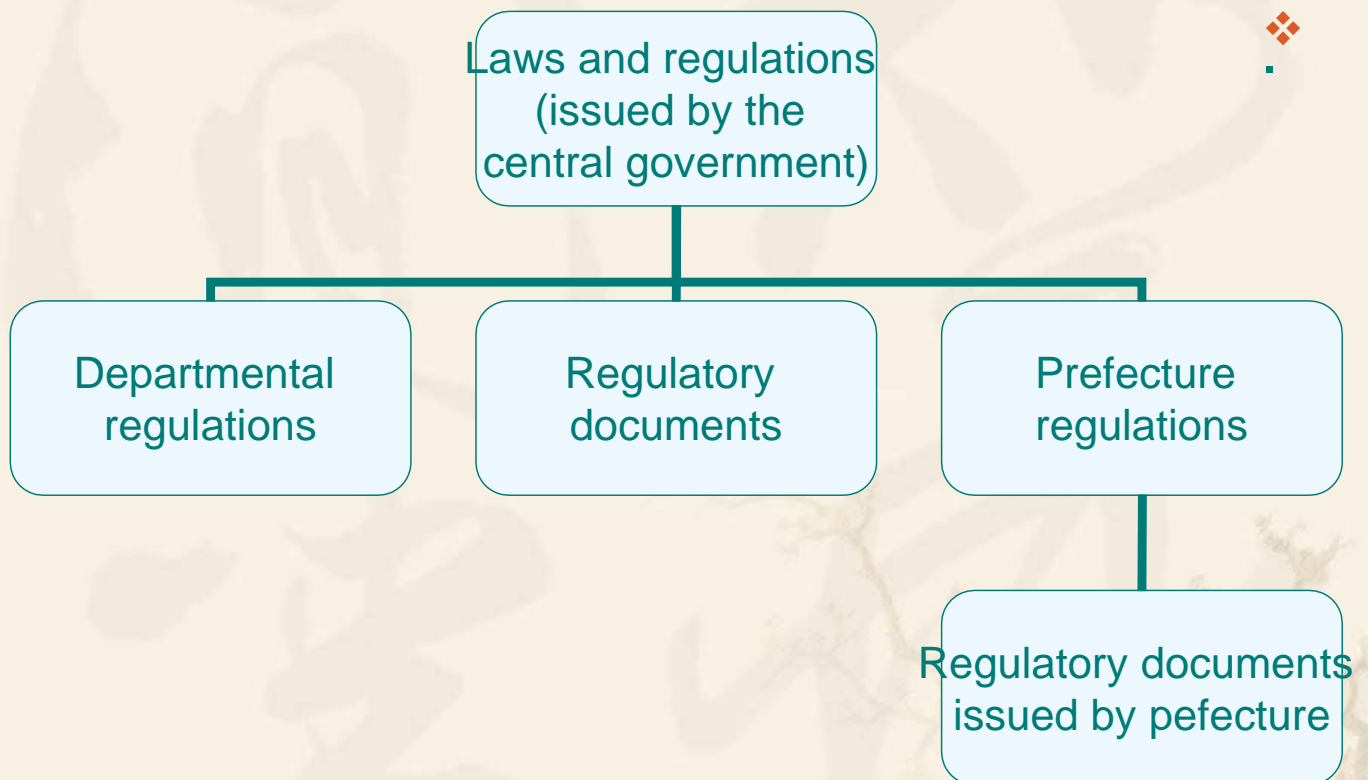 Laws and regulations
(issued by the
central government)
Departmental
regulations
Regulatory
documents
Prefecture
regulations
Regulatory documents
issued by pefecture